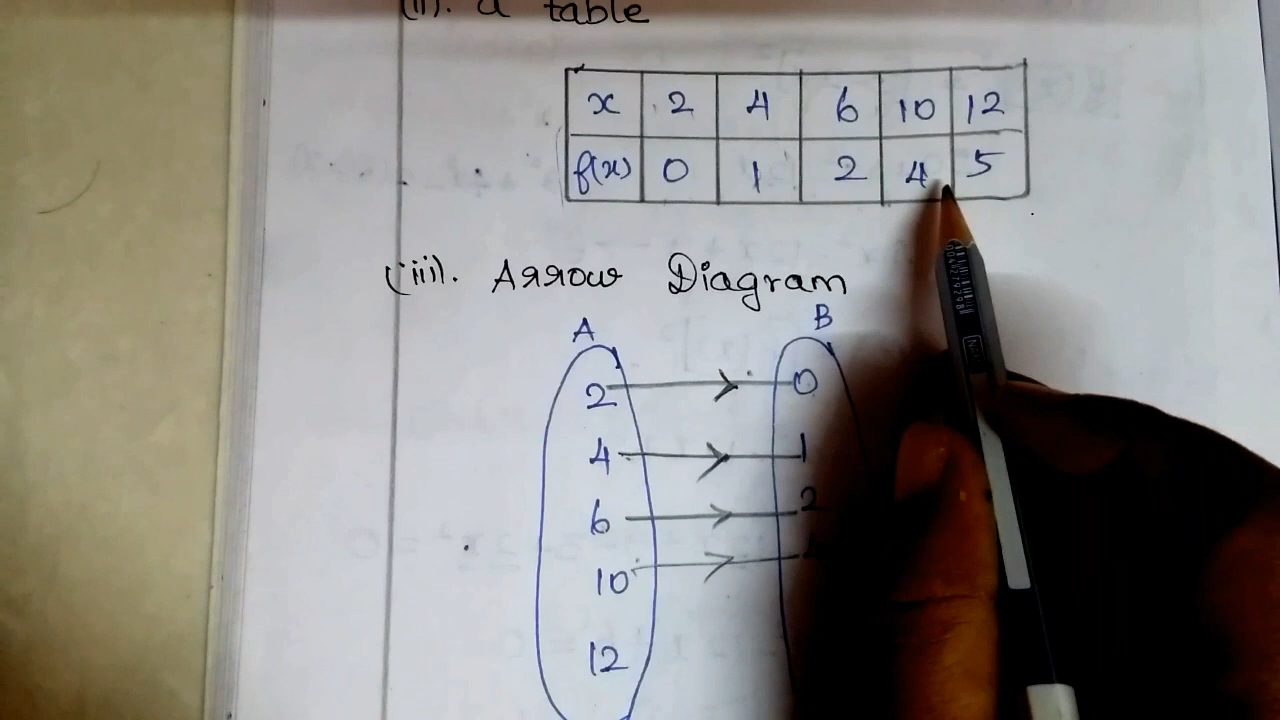 (ii). a table
x 2 4 6 10 12
f(x) 0 1 2 4 5
(iii). Arrow Diagram
A B
2 0
4 1
6 2
10
12